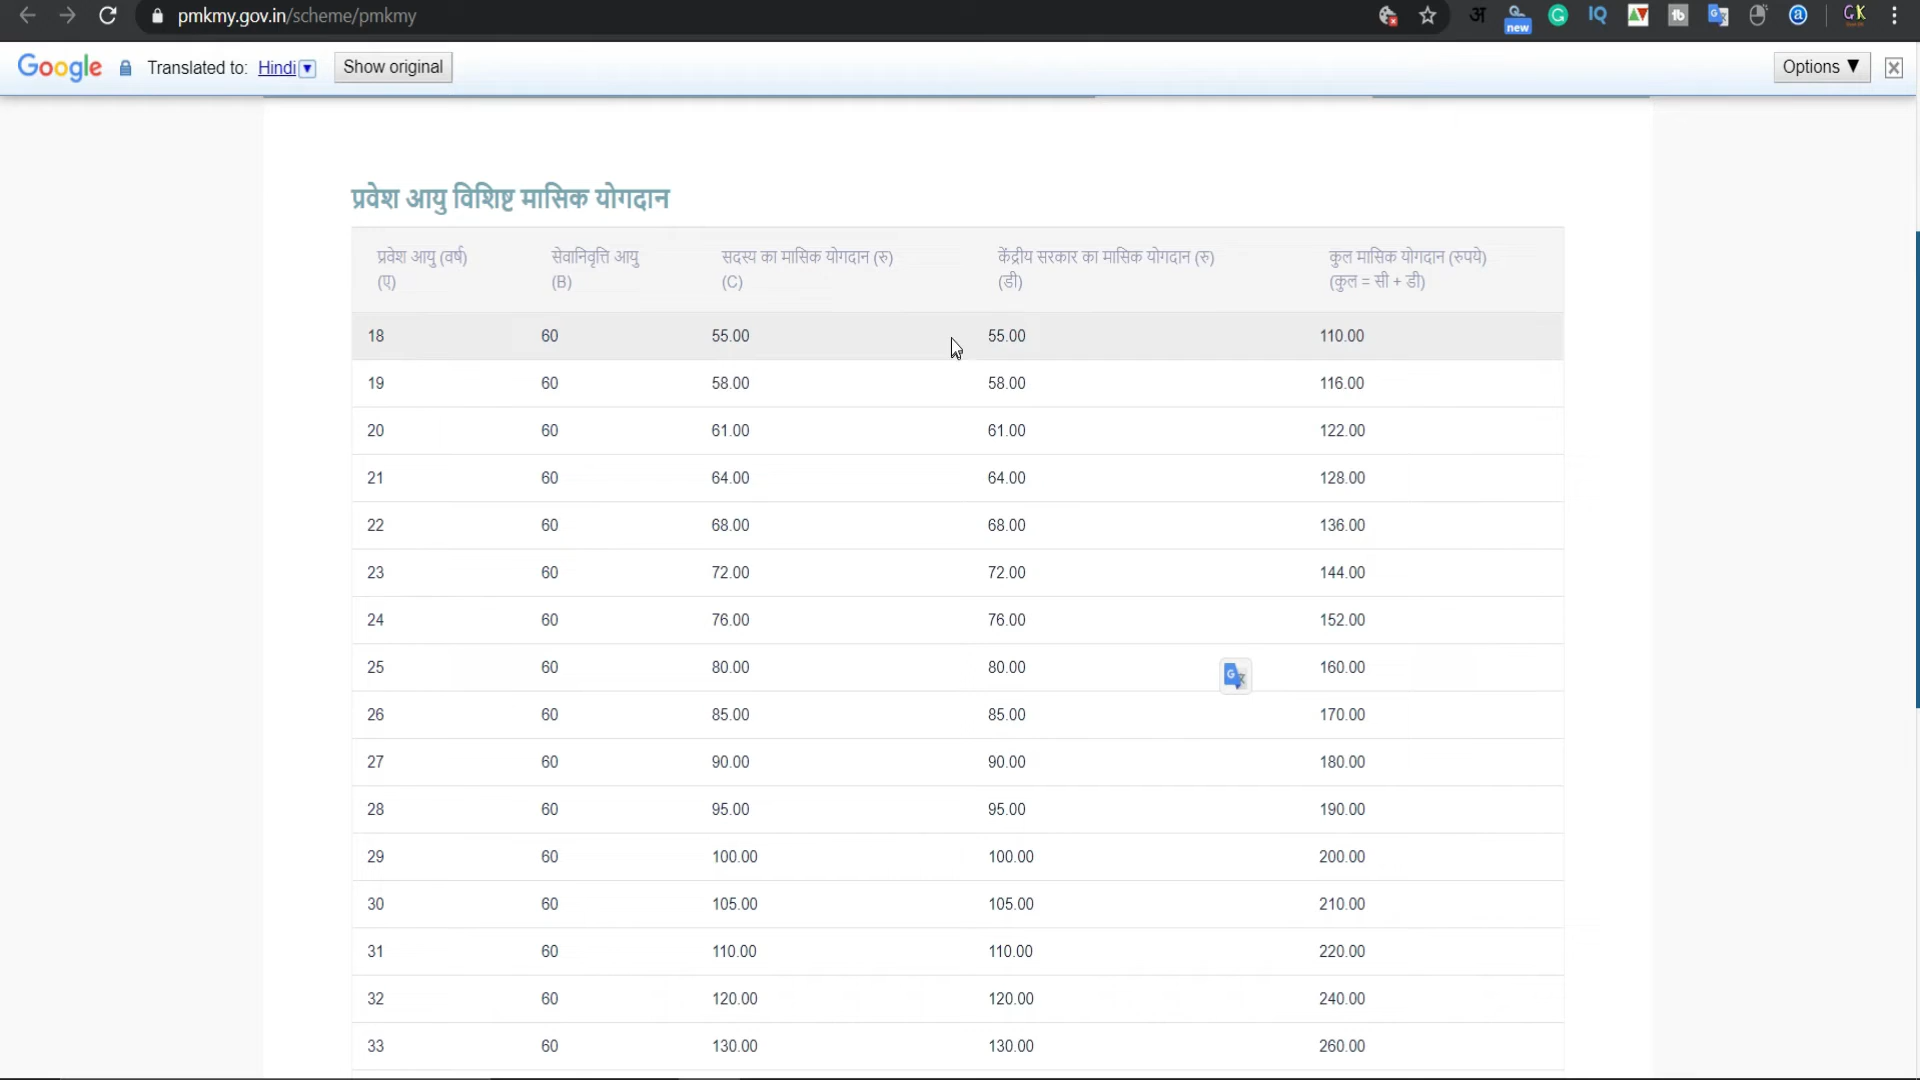 pmkmy.gov.in/scheme/pmkmy
अ
new
IQ
tb
GK
Google Translated to: Hindi Show original Options ▼
प्रवेश आयु विशिष्ट मासिक योगदान
प्रवेश आयु (वर्ष) सेवानिवृत्ति आयु सदस्य का मासिक योगदान (रु) केंद्रीय सरकार का मासिक योगदान (रु) कुल मासिक योगदान (रुपये)
(ए) (B) (C) (डी) (कुल = सी + डी)
18 60 55.00 55.00 110.00
19 60 58.00 58.00 116.00
20 60 61.00 61.00 122.00
21 60 64.00 64.00 128.00
22 60 68.00 68.00 136.00
23 60 72.00 72.00 144.00
24 60 76.00 76.00 152.00
25 60 80.00 80.00 160.00
26 60 85.00 85.00 170.00
27 60 90.00 90.00 180.00
28 60 95.00 95.00 190.00
29 60 100.00 100.00 200.00
30 60 105.00 105.00 210.00
31 60 110.00 110.00 220.00
32 60 120.00 120.00 240.00
33 60 130.00 130.00 260.00